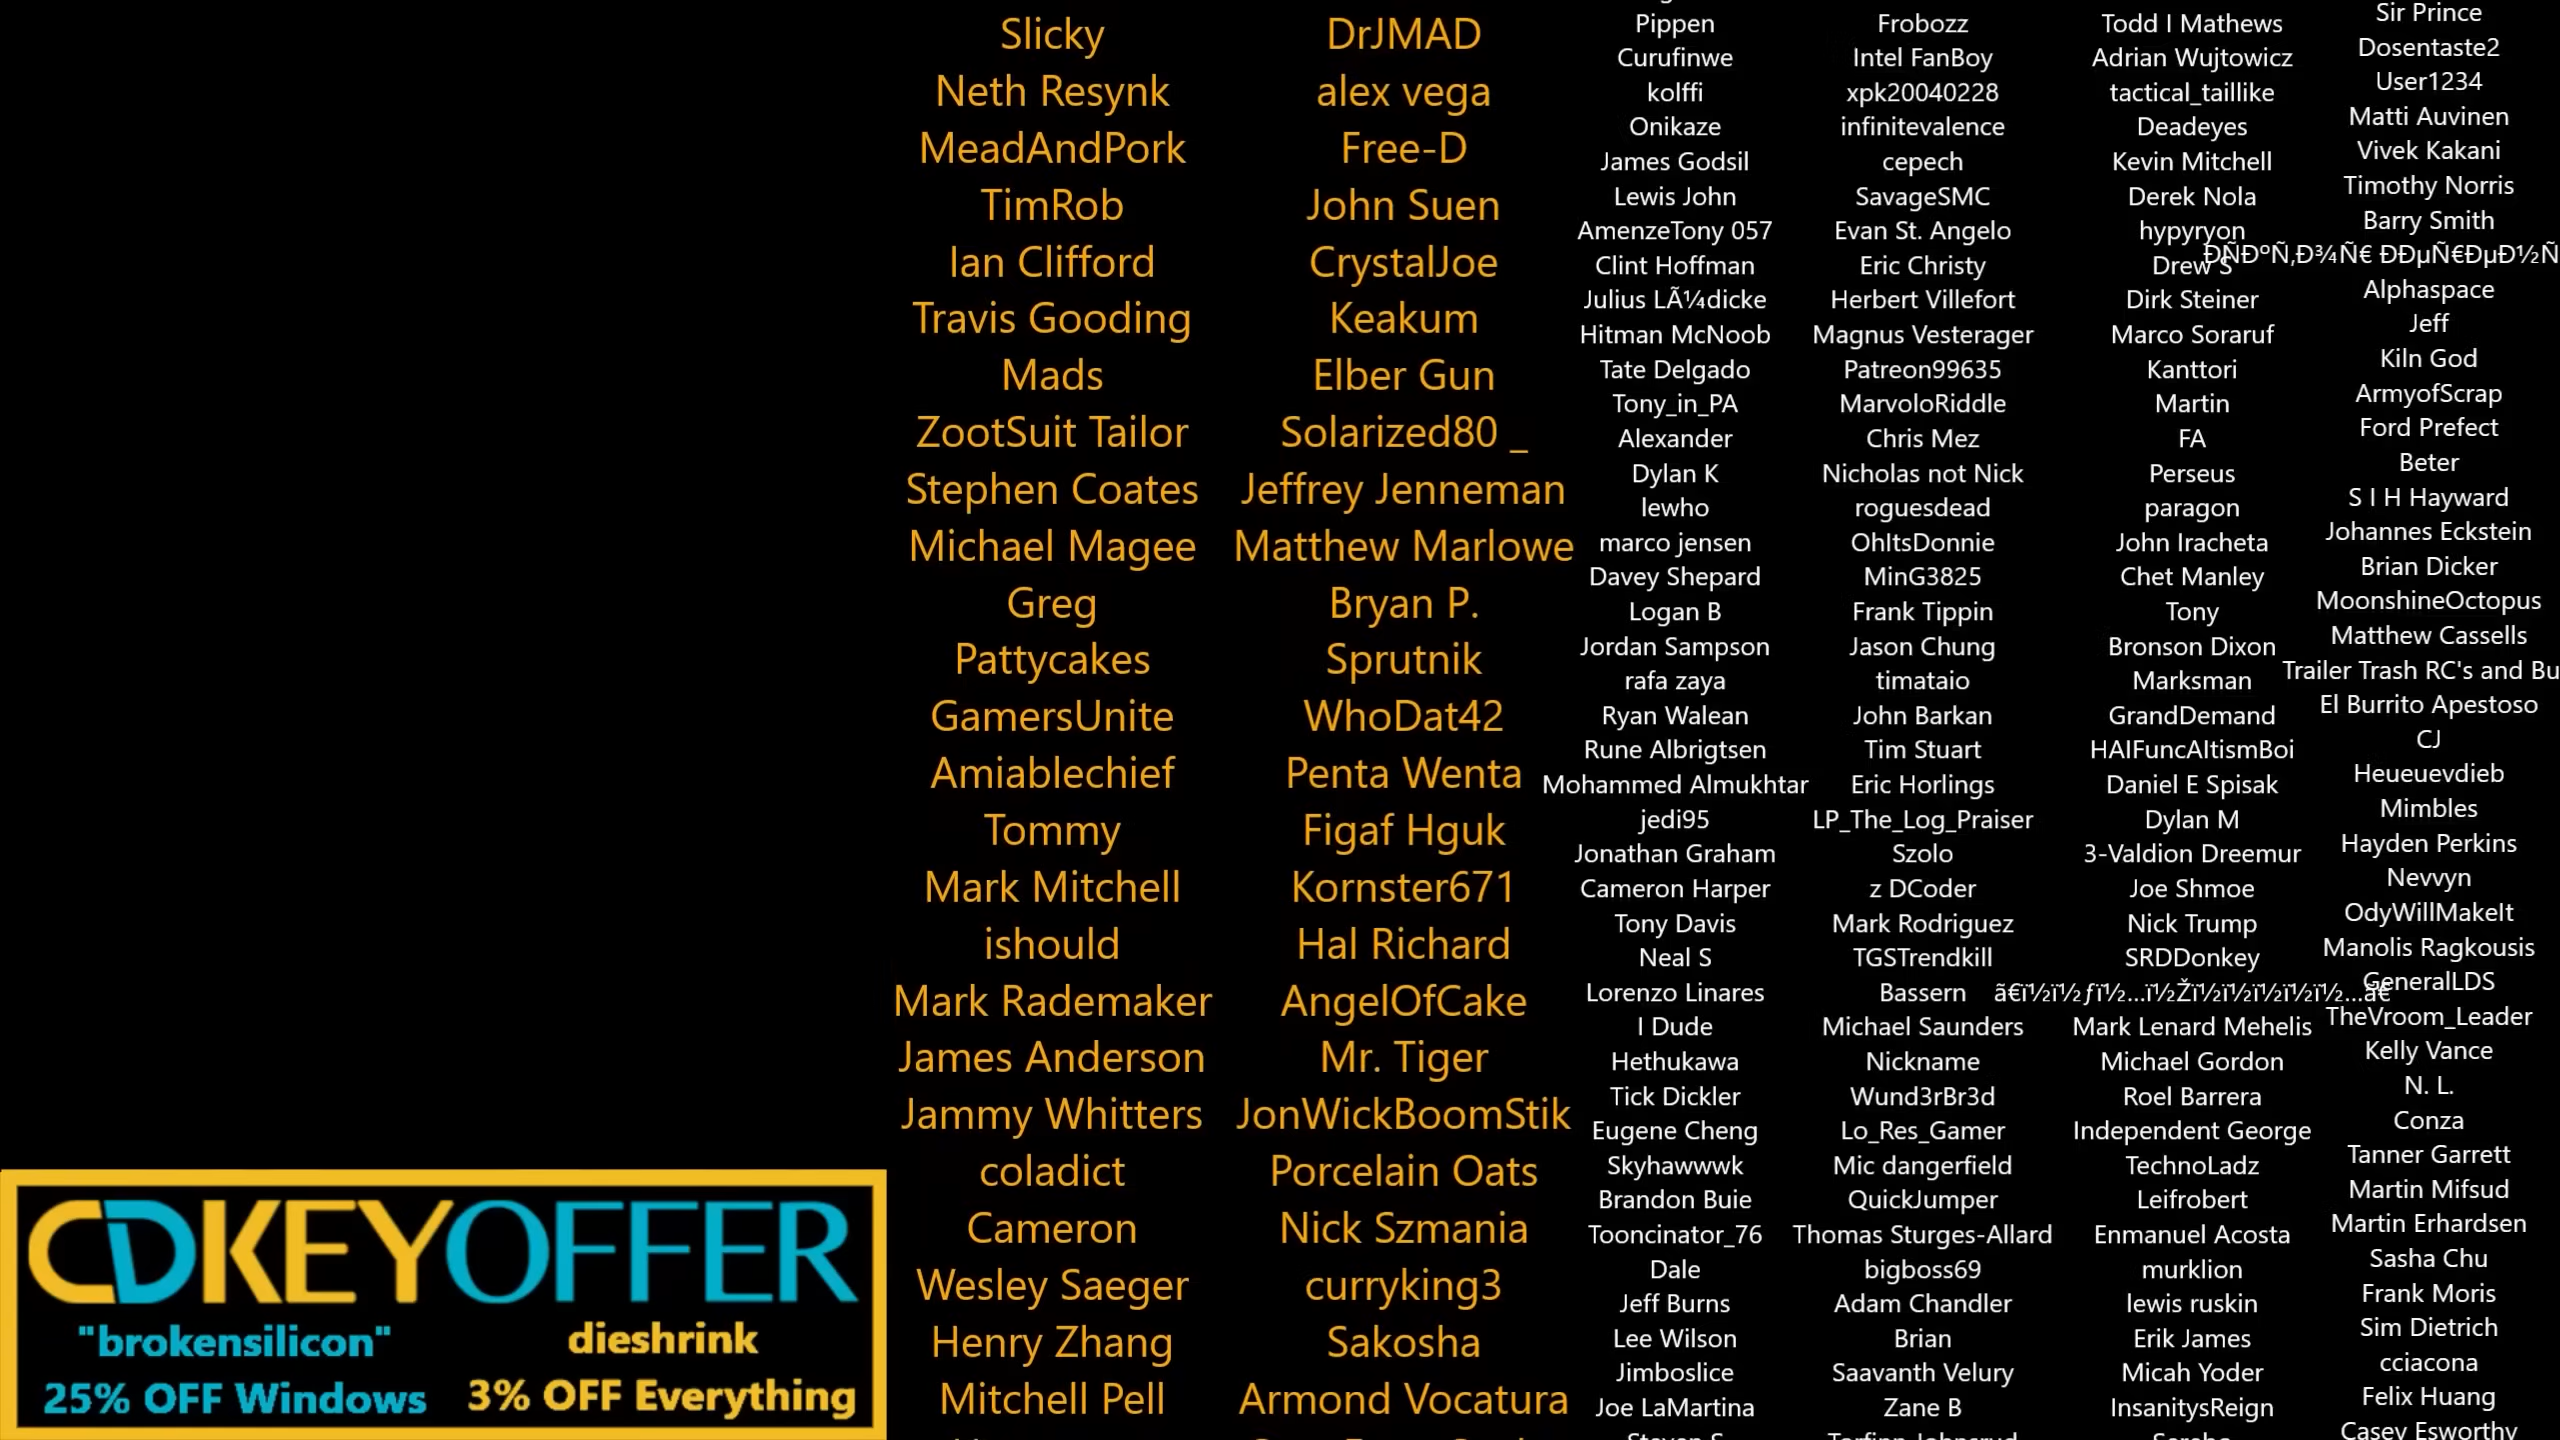 Slicky
Neth Resynk
MeadAndPork
TimRob
Ian Clifford
Travis Gooding
Mads
ZootSuit Tailor
Stephen Coates
Michael Magee
Greg
Pattycakes
GamersUnite
Amiablechief
Tommy
Mark Mitchell
ishould
Mark Rademaker
James Anderson
Jammy Whitters
coladict
Cameron
Wesley Saeger
Henry Zhang
Mitchell Pell
DrJMAD
alex vega
Free-D
John Suen
CrystalJoe
Keakum
Elber Gun
Solarized80 _
Jeffrey Jenneman
Matthew Marlowe
Bryan P.
Sprutnik
WhoDat42
Penta Wenta
Figaf Hguk
Kornster671
Hal Richard
AngelOfCake
Mr. Tiger
JonWickBoomStik
Porcelain Oats
Nick Szmania
curryking3
Sakosha
Armond Vocatura
Pippen
Curufinwe
kolffi
Onikaze
James Godsil
Lewis John
AmenzeTony 057
Clint Hoffman
Julius LÃ¼dicke
Hitman McNoob
Tate Delgado
Tony_in_PA
Alexander
Dylan K
lewho
marco jensen
Davey Shepard
Logan B
Jordan Sampson
rafa zaya
Ryan Walean
Rune Albrigtsen
Mohammed Almukhtar
jedi95
Jonathan Graham
Cameron Harper
Tony Davis
Neal S
Lorenzo Linares
I Dude
Hethukawa
Tick Dickler
Eugene Cheng
Skyhawwwk
Brandon Buie
Tooncinator_76
Dale
Jeff Burns
Lee Wilson
Jimboslice
Joe LaMartina
Frobozz
Intel FanBoy
xpk20040228
infinitevalence
cepech
SavageSMC
Evan St. Angelo
Eric Christy
Herbert Villefort
Magnus Vesterager
Patreon99635
MarvoloRiddle
Chris Mez
Nicholas not Nick
roguesdead
OhItsDonnie
MinG3825
Frank Tippin
Jason Chung
timataio
John Barkan
Tim Stuart
Eric Horlings
LP_The_Log_Praiser
Szolo
z DCoder
Mark Rodriguez
TGSTrendkill
Bassern
Michael Saunders
Nickname
Wund3rBr3d
Lo_Res_Gamer
Mic dangerfield
QuickJumper
Thomas Sturges-Allard
bigboss69
Adam Chandler
Brian
Saavanth Velury
Zane B
Todd I Mathews
Adrian Wujtowicz
tactical_taillike
Deadeyes
Kevin Mitchell
Derek Nola
hypyryon
Drew S
Dirk Steiner
Marco Soraruf
Kanttori
Martin
FA
Perseus
paragon
John Iracheta
Chet Manley
Tony
Bronson Dixon
Marksman
GrandDemand
HAIFuncAItismBoi
Daniel E Spisak
Dylan M
3-Valdion Dreemur
Joe Shmoe
Nick Trump
SRDDonkey
Mark Lenard Mehelis
Michael Gordon
Roel Barrera
Independent George
TechnoLadz
Leifrobert
Enmanuel Acosta
murklion
lewis ruskin
Erik James
Micah Yoder
InsanitysReign
Sir Prince
Dosentaste2
User1234
Matti Auvinen
Vivek Kakani
Timothy Norris
Barry Smith
Alphaspace
Jeff
Kiln God
ArmyofScrap
Ford Prefect
Beter
S I H Hayward
Johannes Eckstein
Brian Dicker
MoonshineOctopus
Matthew Cassells
Trailer Trash RC's and Bu
El Burrito Apestoso
CJ
Heueuevdieb
Mimbles
Hayden Perkins
Nevvyn
OdyWillMakeIt
Manolis Ragkousis
GeneralLDS
TheVroom_Leader
Kelly Vance
N. L.
Conza
Tanner Garrett
Martin Mifsud
Martin Erhardsen
Sasha Chu
Frank Moris
Sim Dietrich
cciacona
Felix Huang
Casey Esworthy
CDKEYOFFER
"brokensilicon"
25% OFF Windows
dieshrink
3% OFF Everything